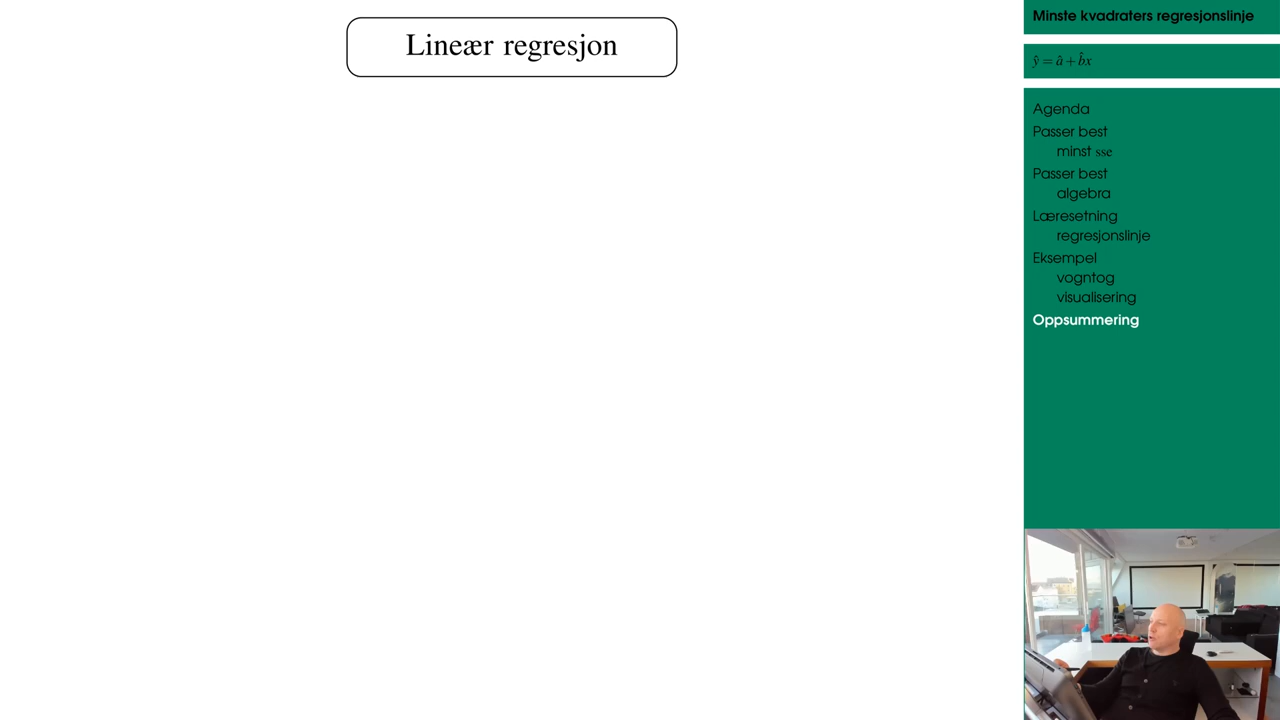 Lineær regresjon
Minste kvadraters regresjonslinje
ŷ = â + b̂x
Agenda
Passer best
minst sse
Passer best
algebra
Læresetning
regresjonslinje
Eksempel
vogntog
visualisering
Oppsummering